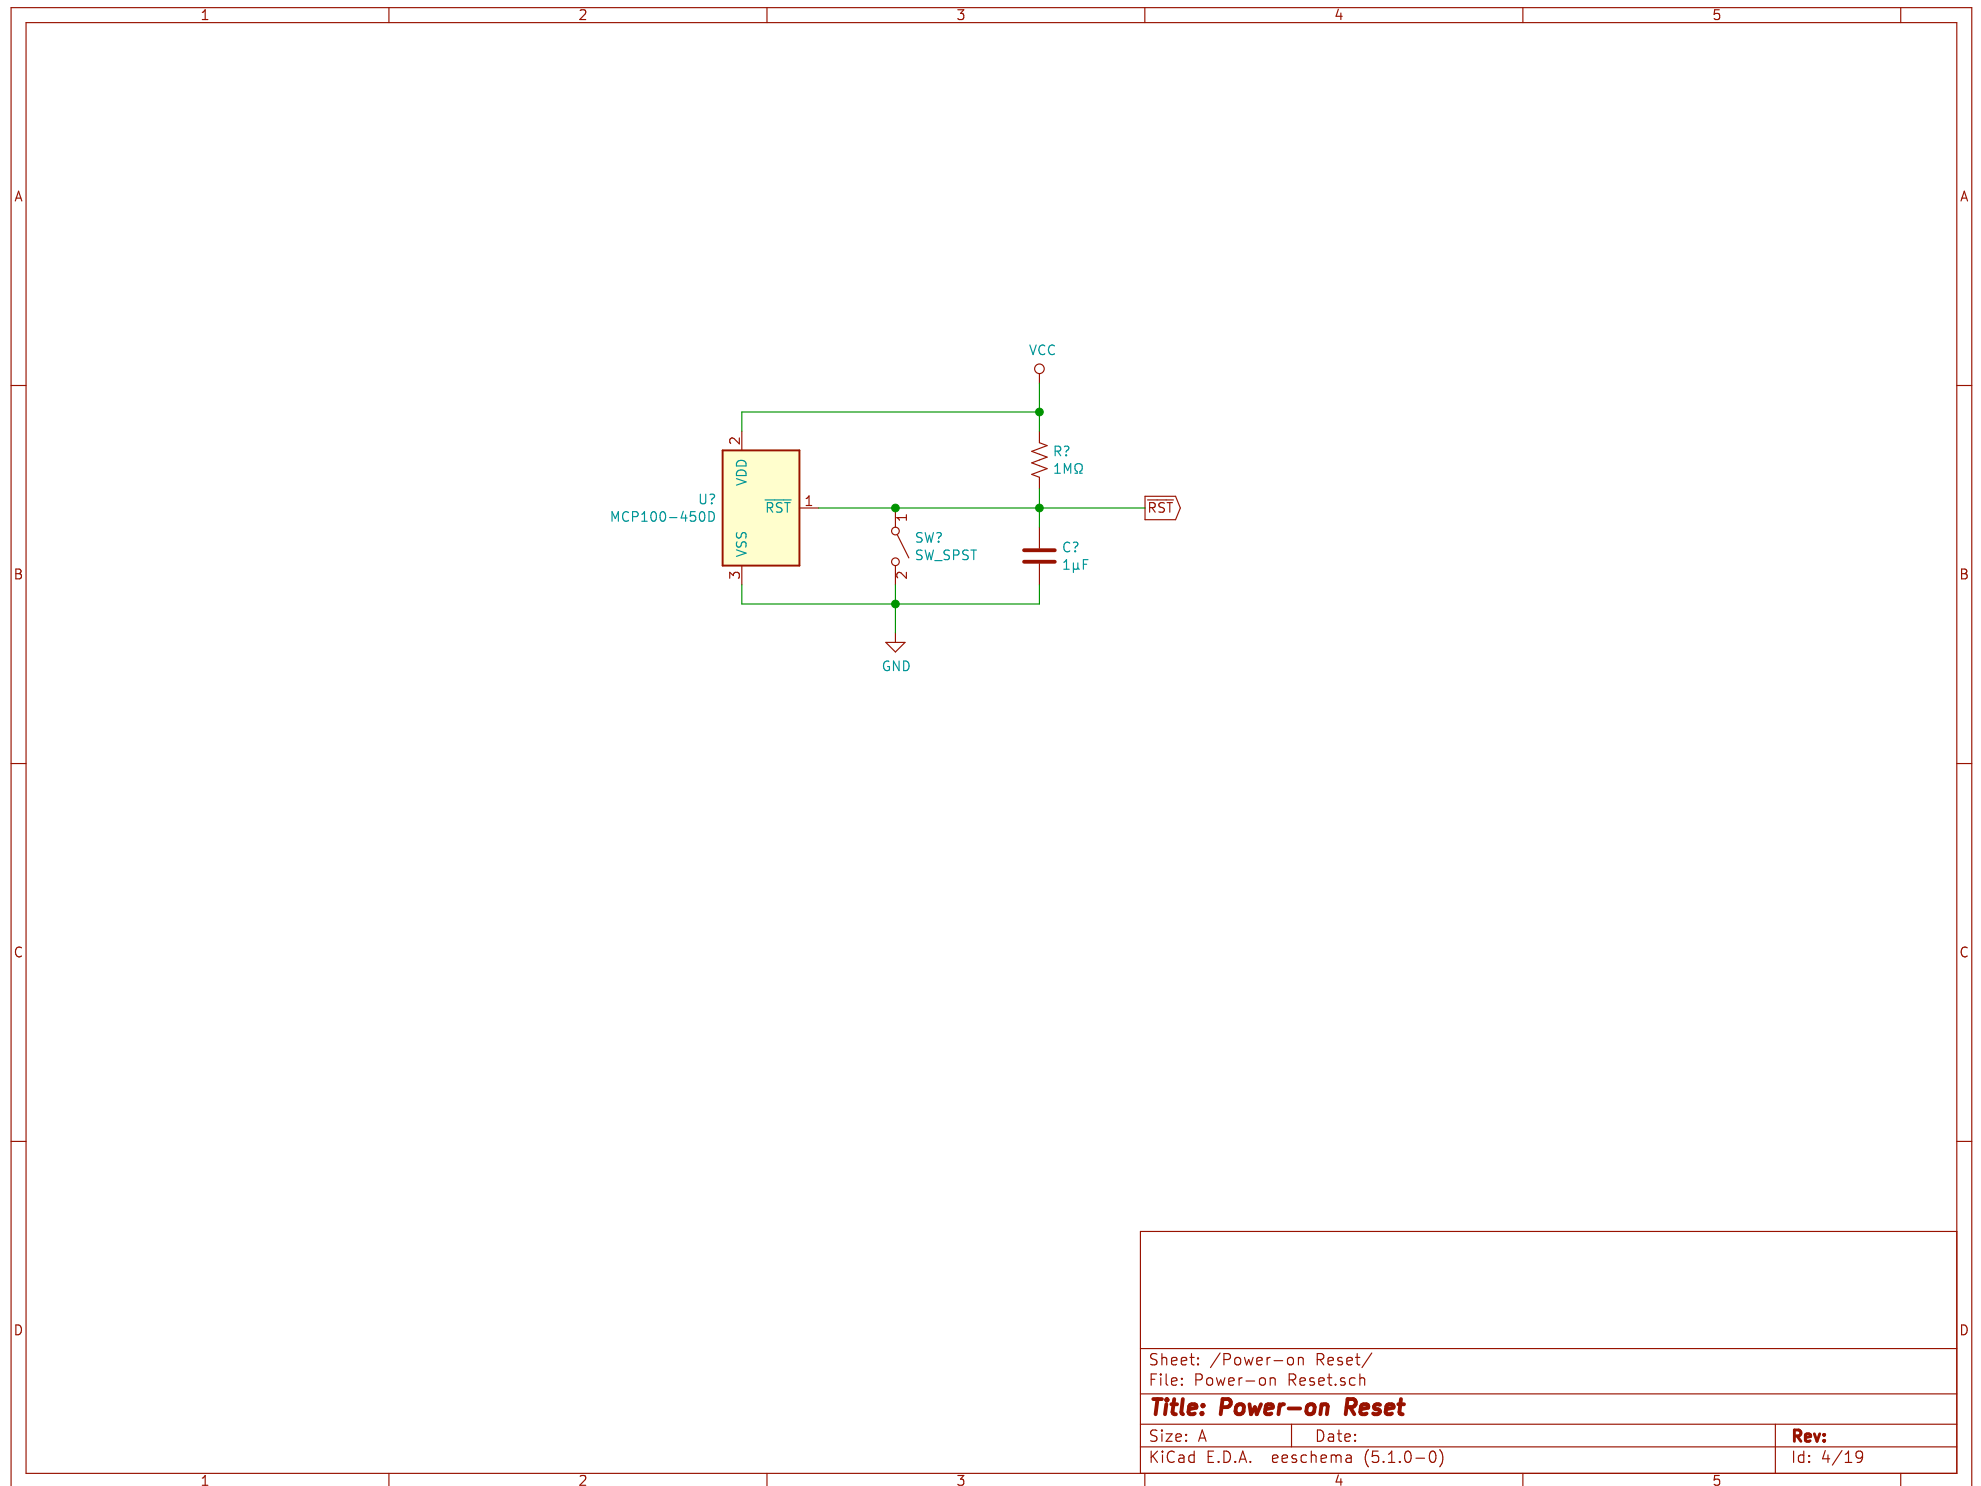 1 2 3 4 5
A A
VCC
B B
R?
1MΩ
2
VDD
U?
MCP100-450D
RST
1
RST
1
SW?
SW_SPST
2
C?
1µF
VSS
3
GND
C C
D D
Sheet: /Power-on Reset/
File: Power-on Reset.sch
Title: Power-on Reset
Size: A Date: Rev:
KiCad E.D.A. eeschema (5.1.0-0) Id: 4/19
1 2 3 4 5